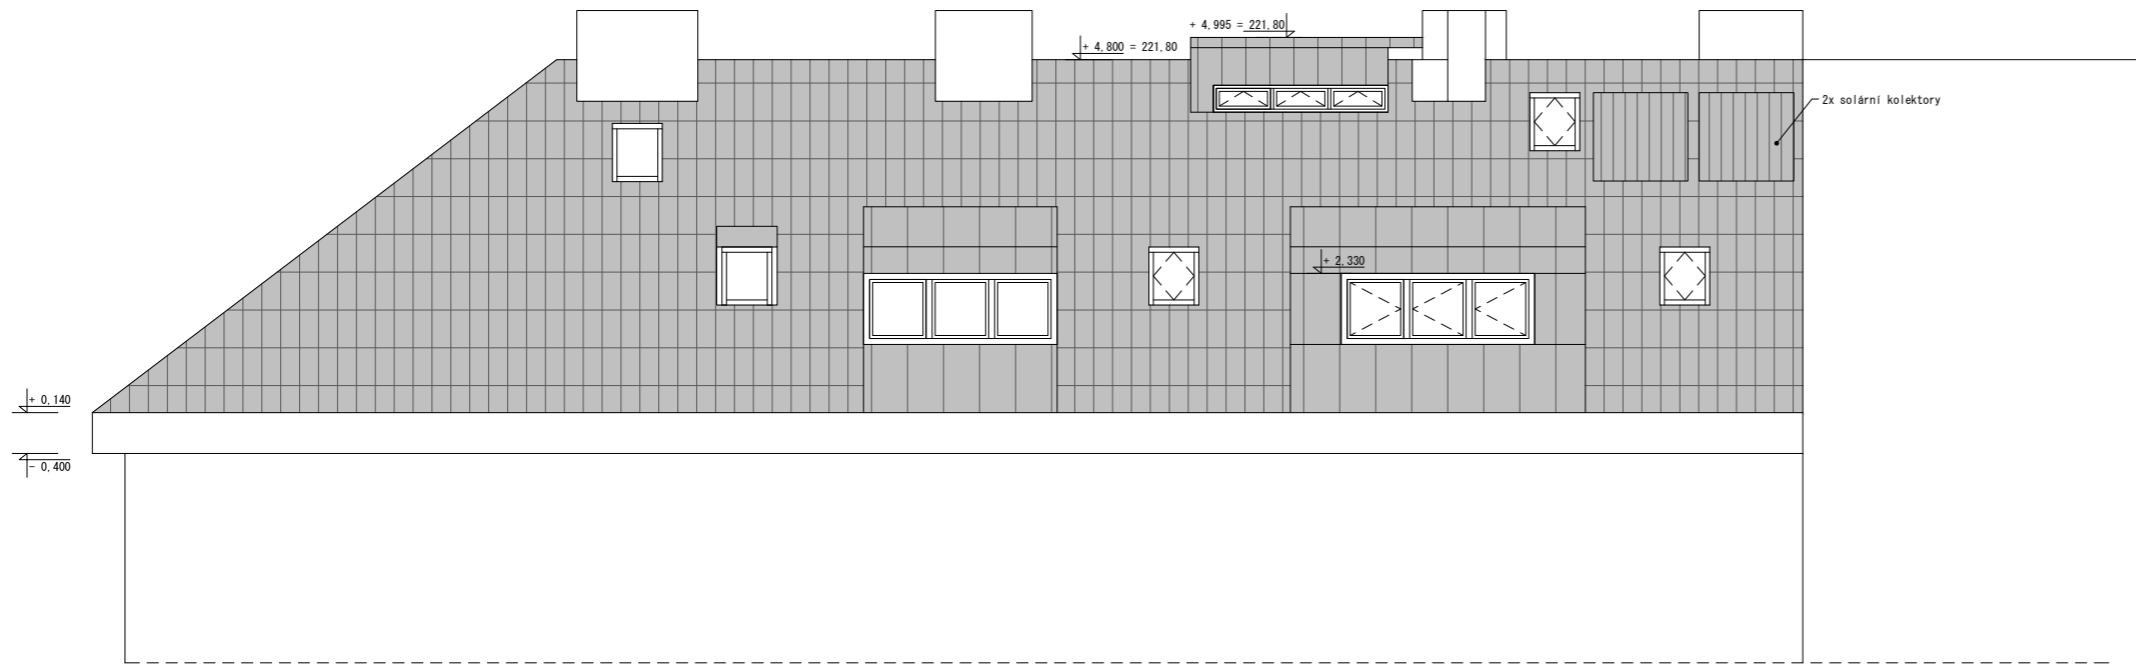 + 4,995 = 221,80
+ 4,800 = 221,80
2x solární kolektory
+ 2,330
+ 0,140
- 0,400